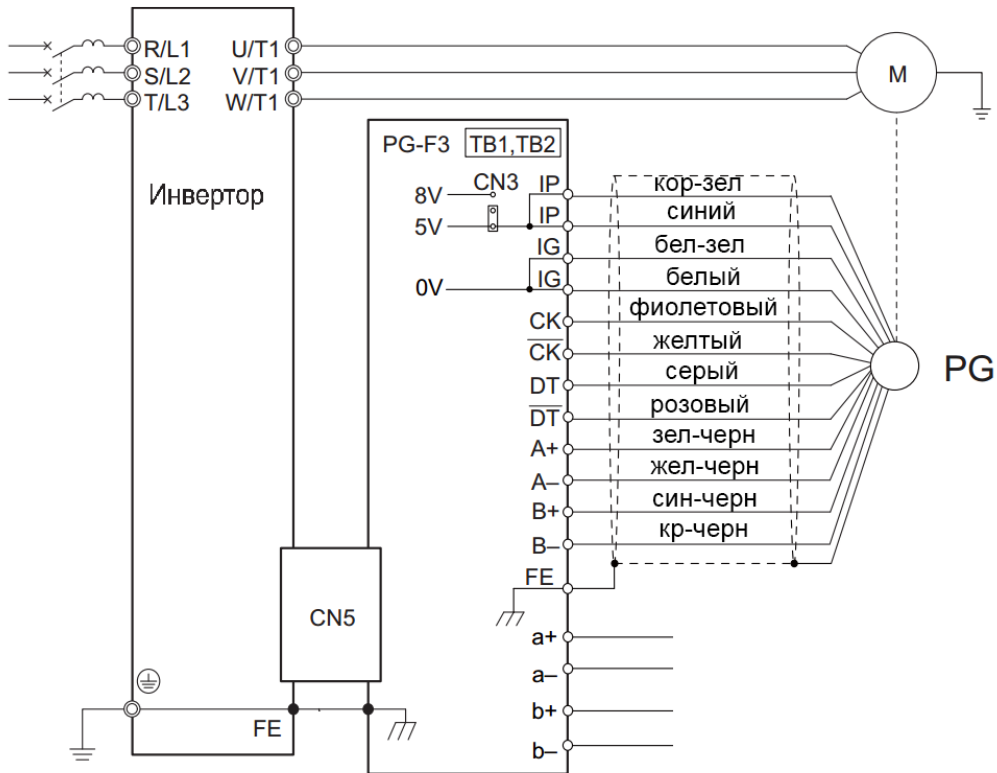 R/L1 U/T1
S/L2 V/T1
T/L3 W/T1
M
Инвертор
PG-F3 TB1,TB2
8V CN3 IP
5V IP
IG
0V IG
CK
CK
DT
DT
A+
A–
B+
B–
FE
a+
a–
b+
b–
кор-зел
синий
бел-зел
белый
фиолетовый
желтый
серый
розовый
зел-черн
жел-черн
син-черн
кр-черн
PG
CN5
FE